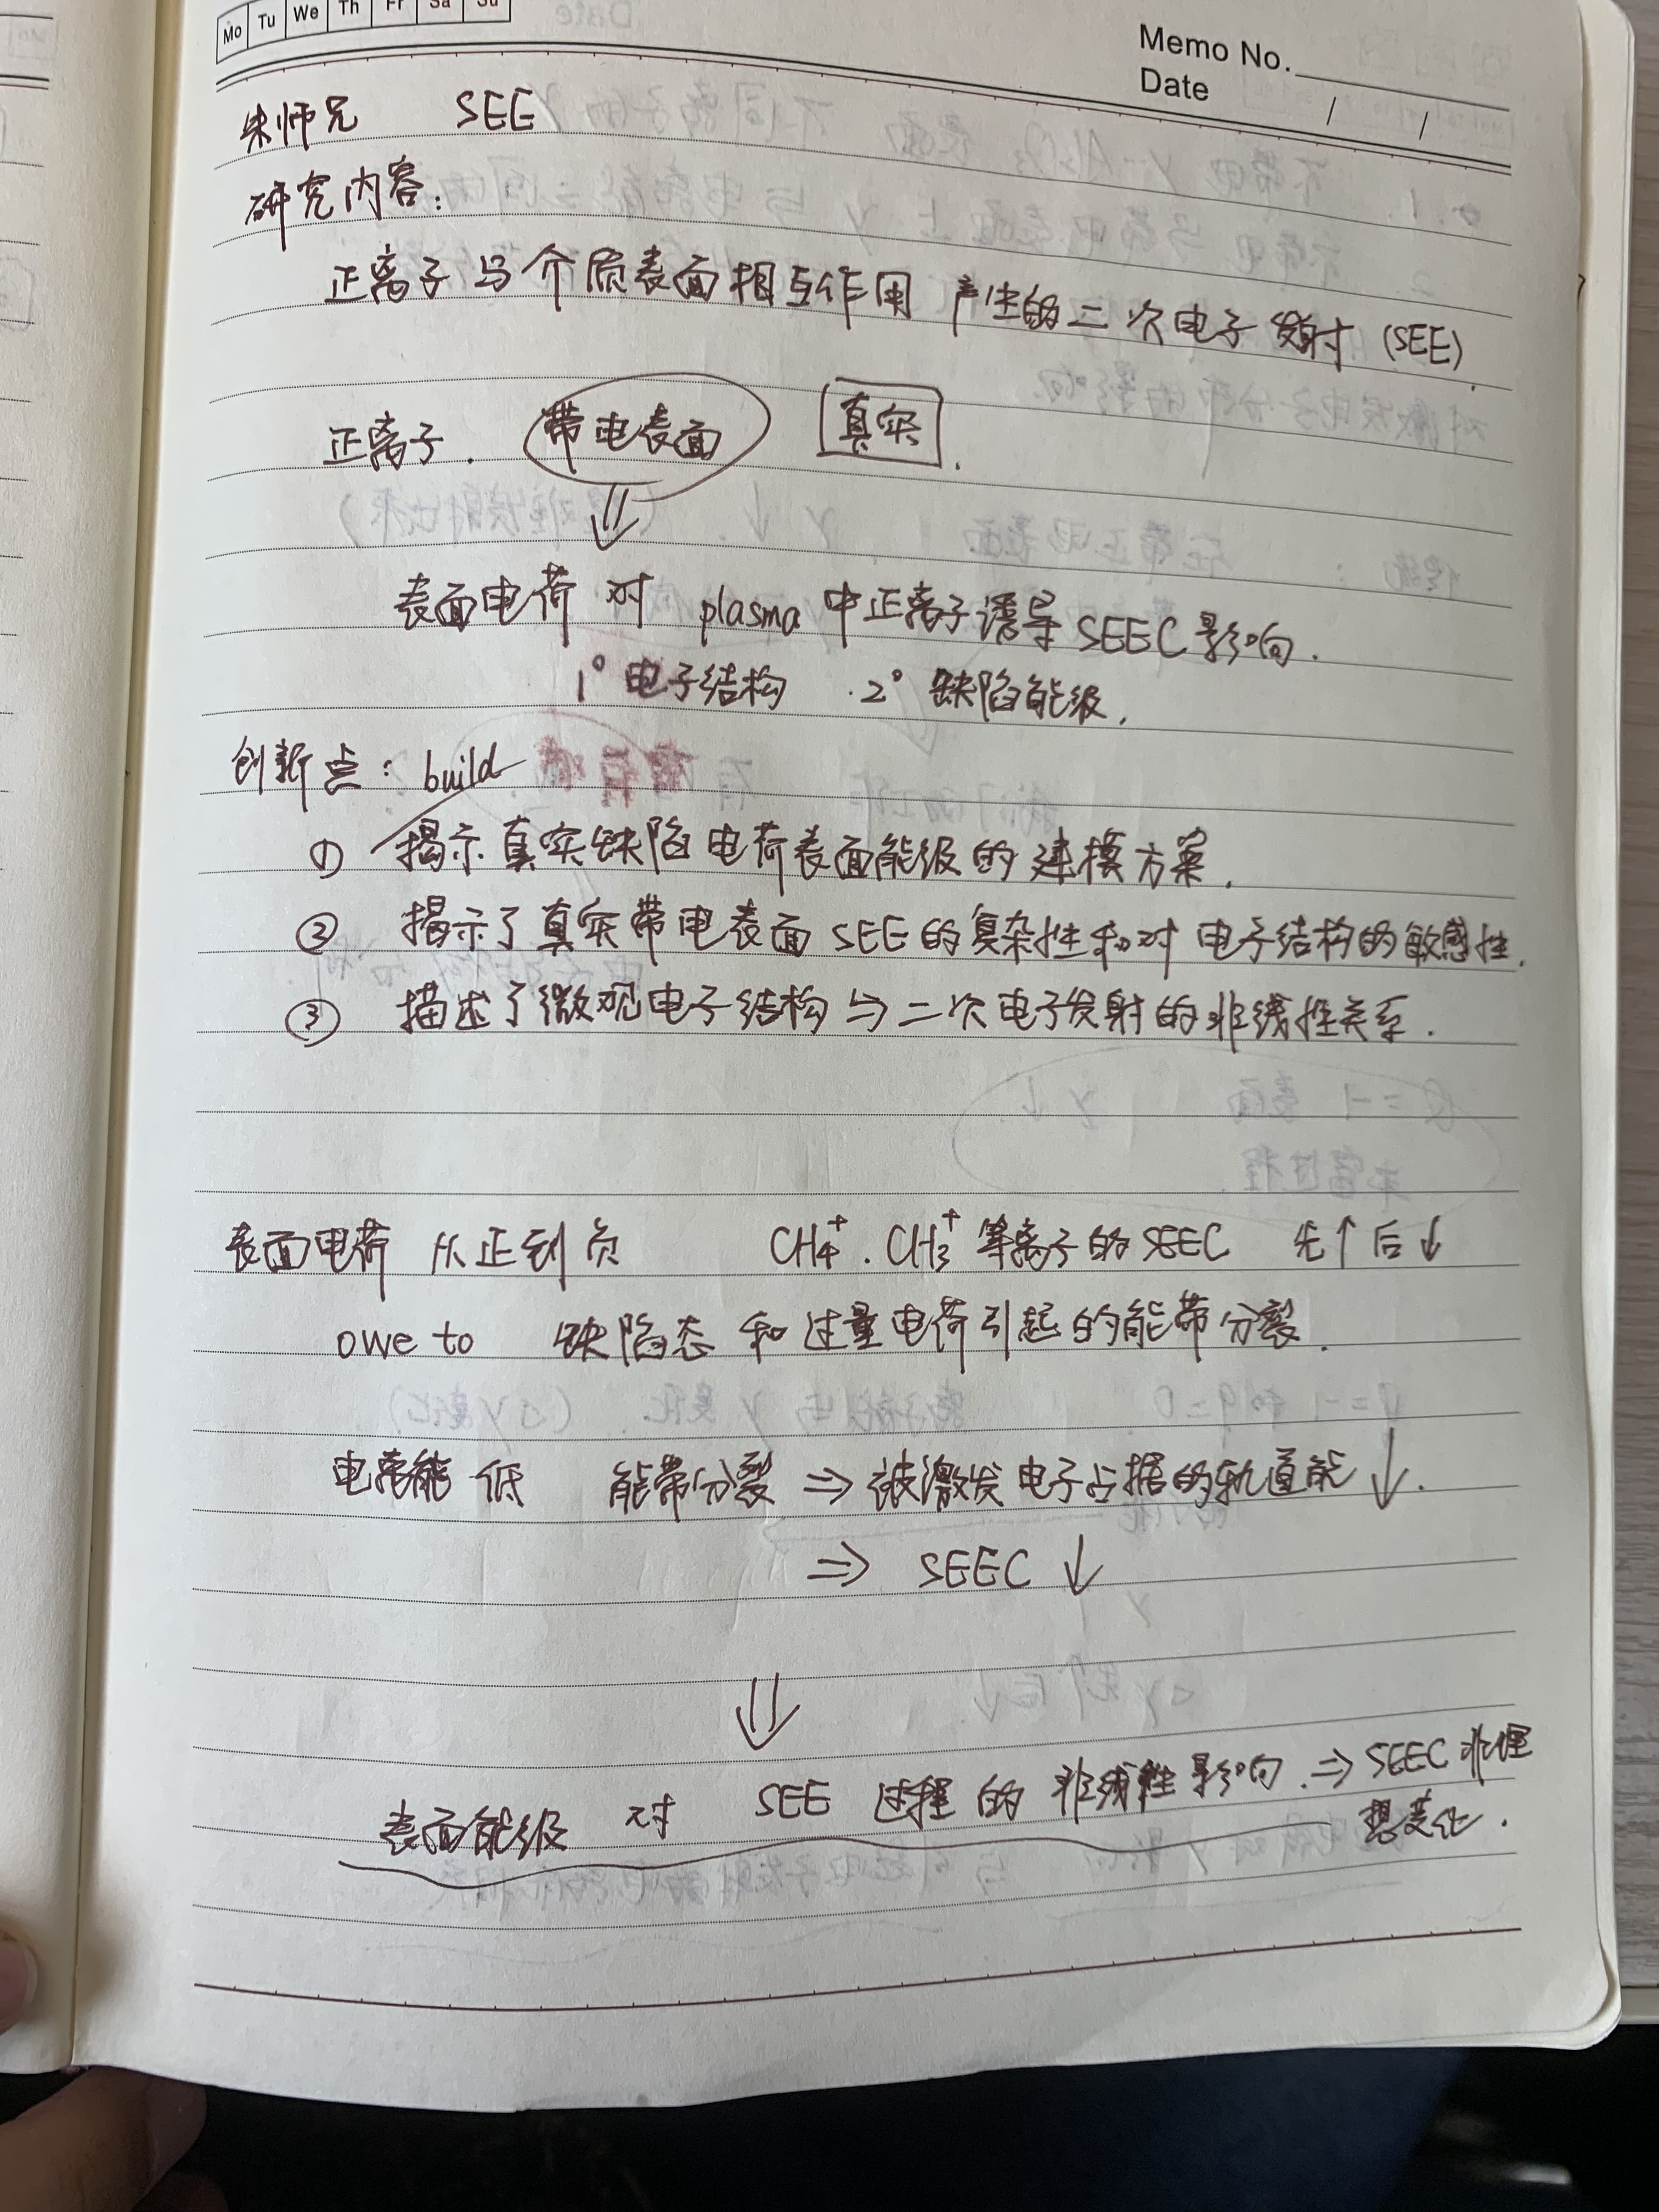 Mo Tu We Th Fr Sa Su
Memo No.
Date / /
朱师兄 SEE
研究内容:
正离子与介质表面相互作用 产生的二次电子发射 (SEE).
正离子. 带电表面 真实.
⇓
表面电荷 对 plasma 中正离子诱导 SEEC 影响.
1° 电子结构 .2° 缺陷能级.
创新点: build
① 揭示真实缺陷电荷表面能级的建模方案.
② 揭示了真实带电表面 SEE 的复杂性和对电子结构的敏感性.
③ 描述了微观电子结构与二次电子发射的非线性关系.
表面电荷 从正到负 CH₄⁺. CH₃⁺ 等离子的 SEEC 先↑后↓
owe to 缺陷态 和过量电荷引起的能带分裂.
电离能 低 能带分裂 ⇒ 被激发电子占据的轨道能↓.
⇒ SEEC ↓
⇓
表面能级 对 SEE 过程的非线性影响. ⇒ SEEC 非理
想变化.